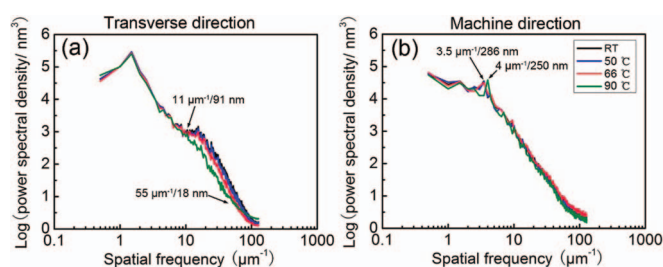 Transverse direction
Machine direction
(a)
(b)
11 μm⁻¹/91 nm
55 μm⁻¹/18 nm
3.5 μm⁻¹/286 nm
4 μm⁻¹/250 nm
RT
50 ℃
66 ℃
90 ℃
Log (power spectral density/ nm³)
6
5
4
3
2
1
0
0.1
1
10
100
1000
Spatial frequency (μm⁻¹)
Log (power spectral density/ nm³)
6
5
4
3
2
1
0
0.1
1
10
100
1000
Spatial frequency (μm⁻¹)